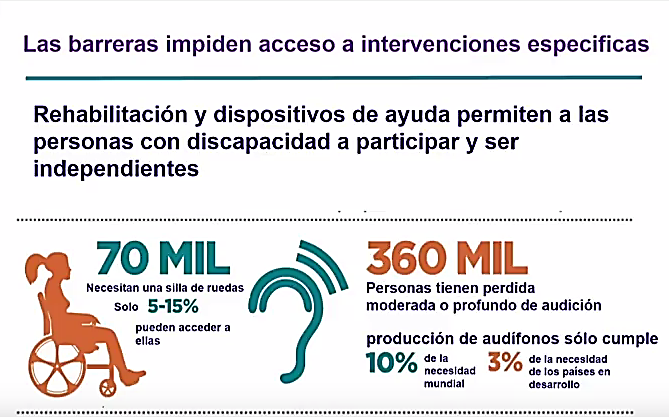 Las barreras impiden acceso a intervenciones especificas
Rehabilitación y dispositivos de ayuda permiten a las
personas con discapacidad a participar y ser
independientes
70 MIL
Necesitan una silla de ruedas
Solo 5-15%
pueden acceder a
ellas
360 MIL
Personas tienen perdida
moderada o profundo de audición
producción de audífonos sólo cumple
10% de la
necesidad
mundial
3% de la necesidad
de los países en
desarrollo